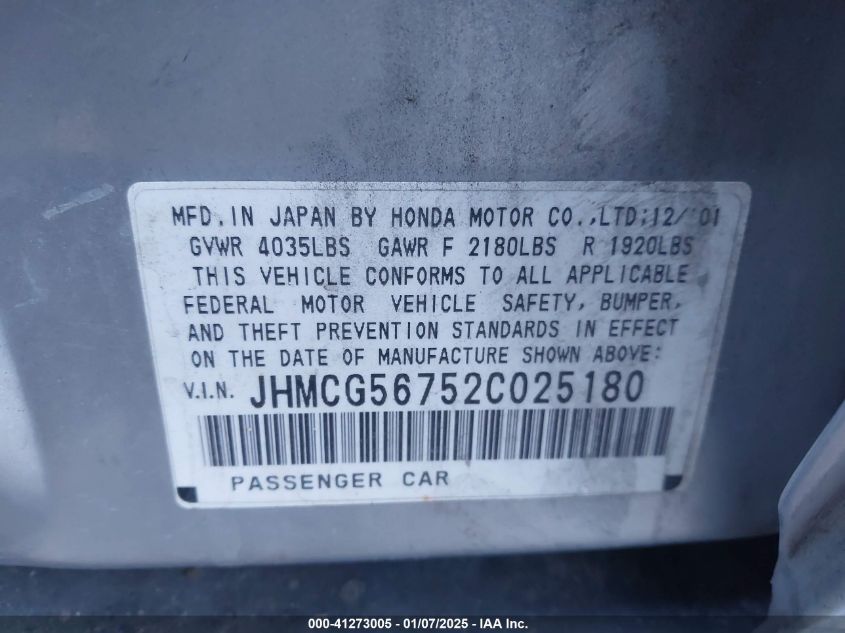 MFD. IN JAPAN BY HONDA MOTOR CO.,LTD;12/'01
GVWR 4035LBS GAWR F 2180LBS R 1920LBS
THIS VEHICLE CONFORMS TO ALL APPLICABLE
FEDERAL MOTOR VEHICLE SAFETY, BUMPER,
AND THEFT PREVENTION STANDARDS IN EFFECT
ON THE DATE OF MANUFACTURE SHOWN ABOVE:
V.I.N. JHMCG56752C025180
PASSENGER CAR
000-41273005 - 01/07/2025 - IAA Inc.